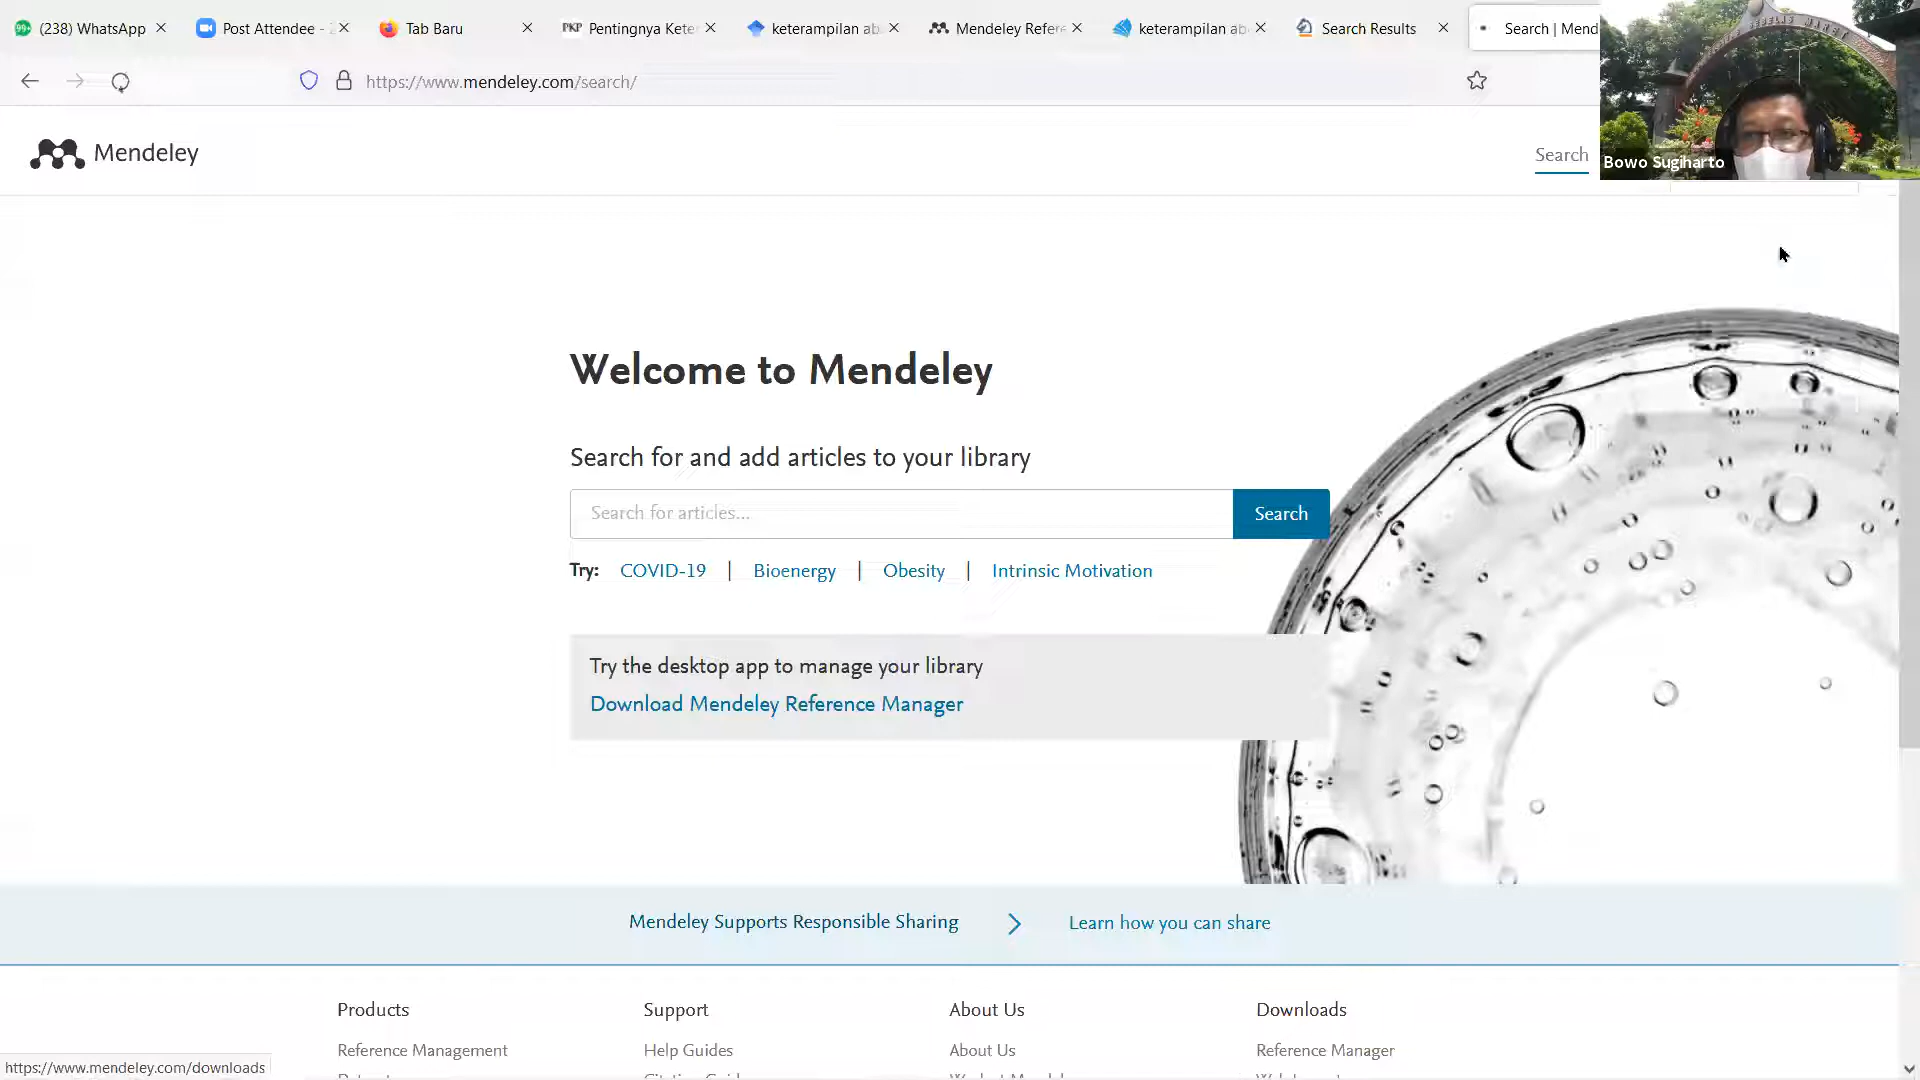 (238) WhatsApp
Post Attendee -
Tab Baru
PKP Pentingnya Kete
keterampilan ab
Mendeley Refere
keterampilan ab
Search Results
Search | Mend
https://www.mendeley.com/search/
Mendeley
Search
Bowo Sugiharto
Welcome to Mendeley
Search for and add articles to your library
Search for articles...
Search
Try: COVID-19 | Bioenergy | Obesity | Intrinsic Motivation
Try the desktop app to manage your library
Download Mendeley Reference Manager
Mendeley Supports Responsible Sharing
Learn how you can share
Products
Support
About Us
Downloads
Reference Management
Help Guides
About Us
Reference Manager
https://www.mendeley.com/downloads